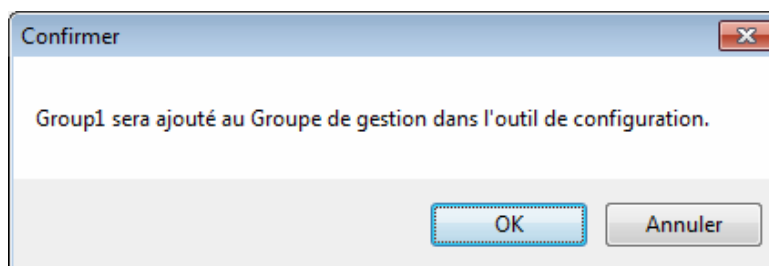 Confirmer
Group1 sera ajouté au Groupe de gestion dans l'outil de configuration.
OK
Annuler